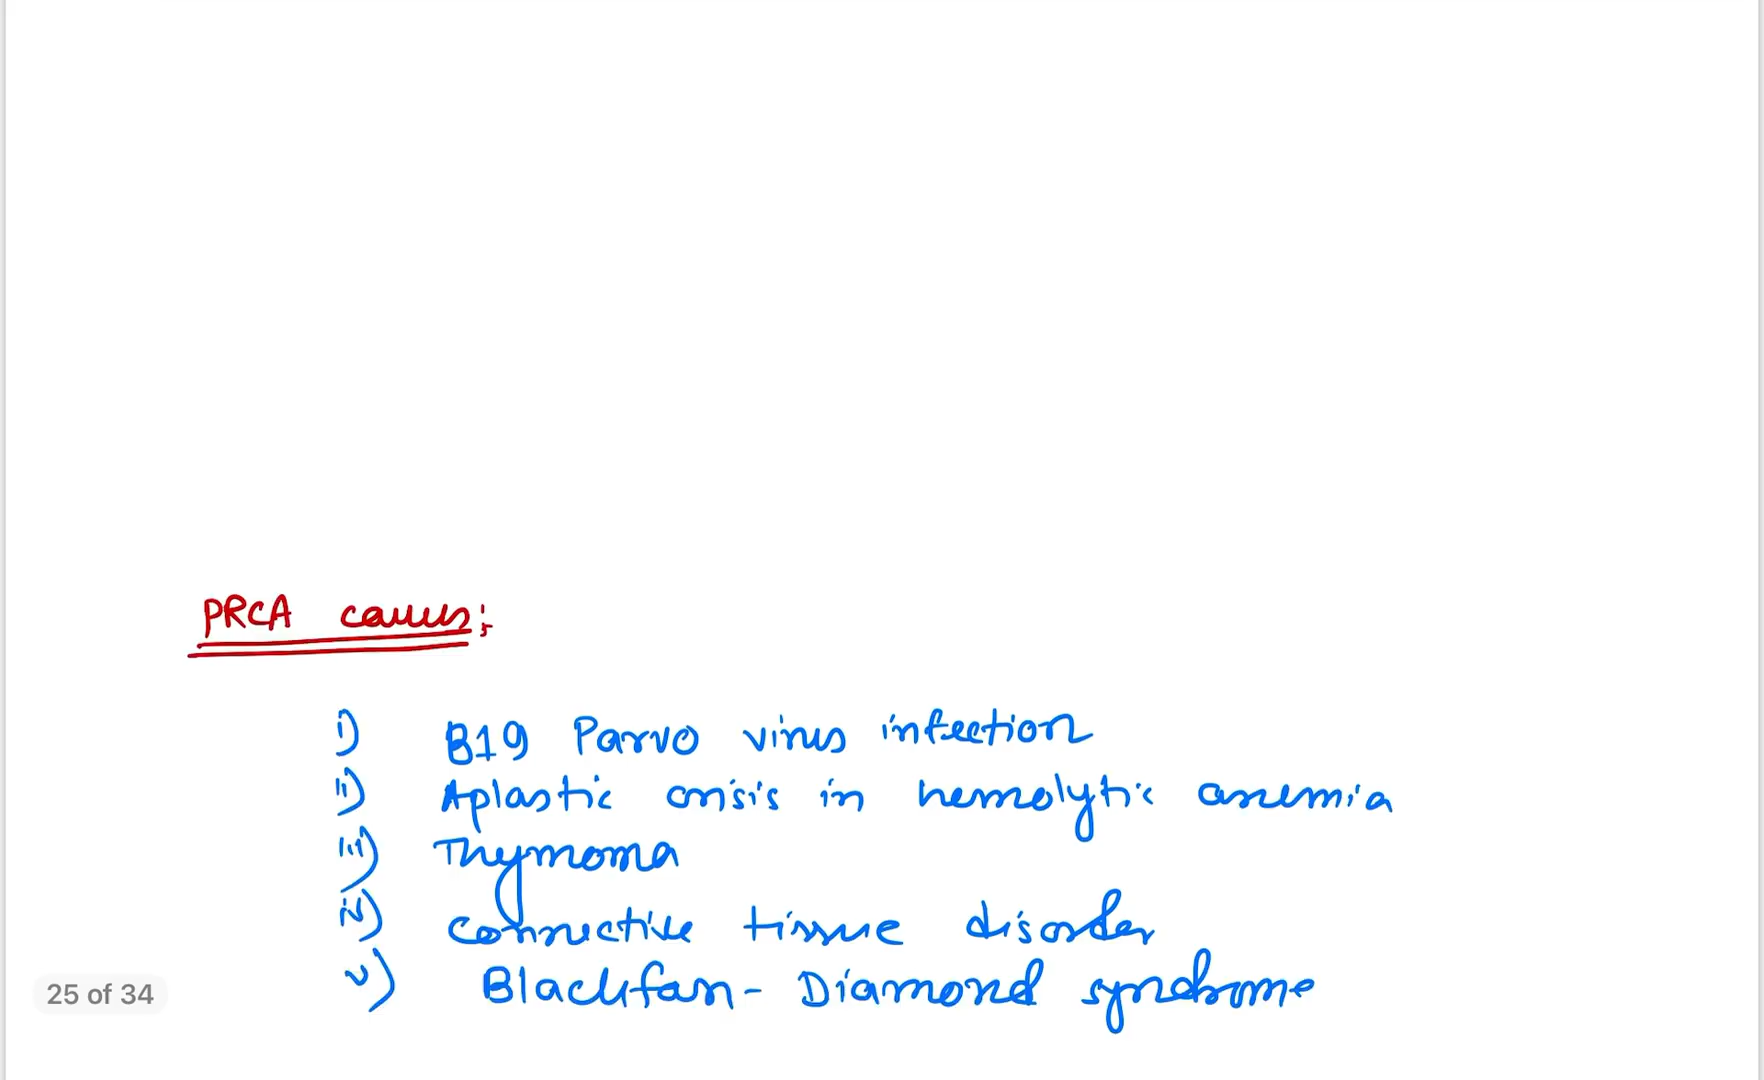 PRCA causes:
i) B19 Parvo virus infection
ii) Aplastic crisis in hemolytic anemia
iii) Thymoma
iv) connective tissue disorder
v) Blackfan-Diamond syndrome
25 of 34